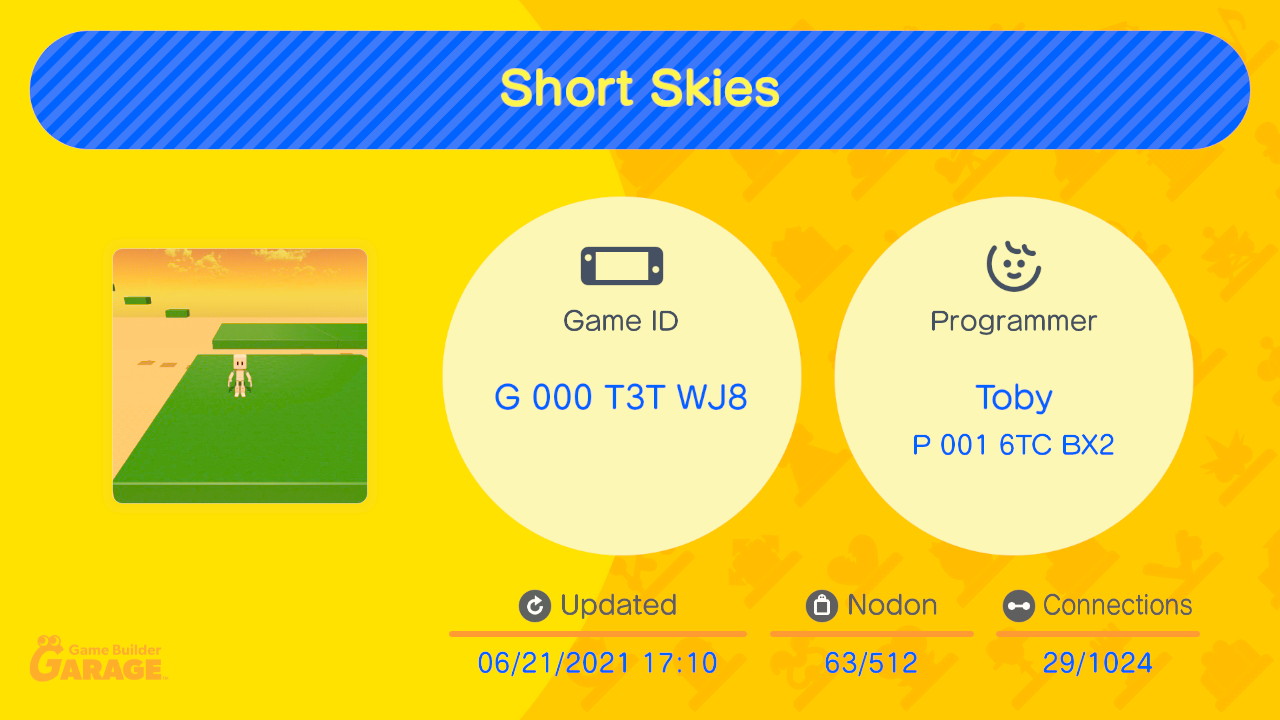 Short Skies
Game ID
G 000 T3T WJ8
Programmer
Toby
P 001 6TC BX2
Updated
06/21/2021 17:10
Nodon
63/512
Connections
29/1024
Game Builder
GARAGE™